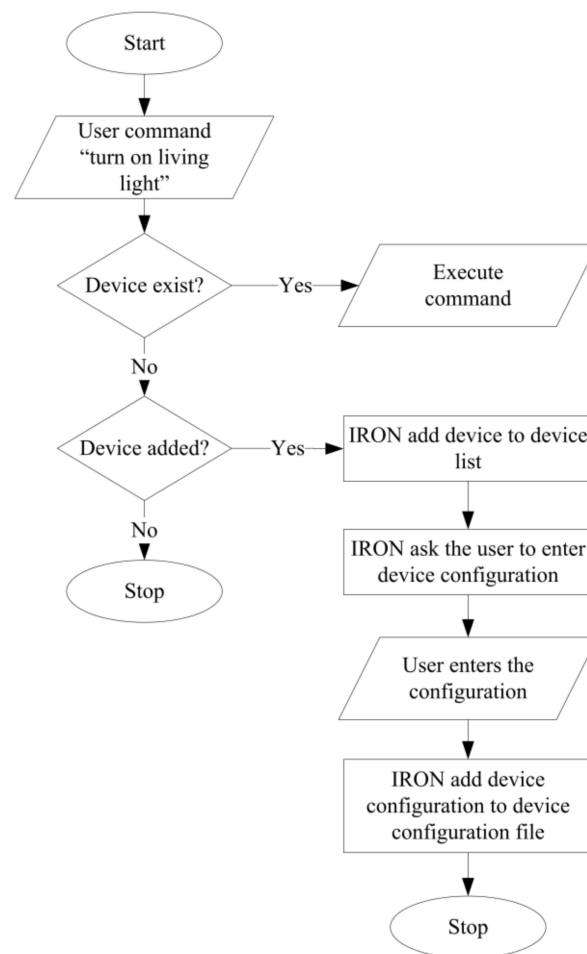 Start
User command
“turn on living
light”
Device exist?
Yes
Execute
command
No
Device added?
Yes
IRON add device to device
list
No
Stop
IRON ask the user to enter
device configuration
User enters the
configuration
IRON add device
configuration to device
configuration file
Stop